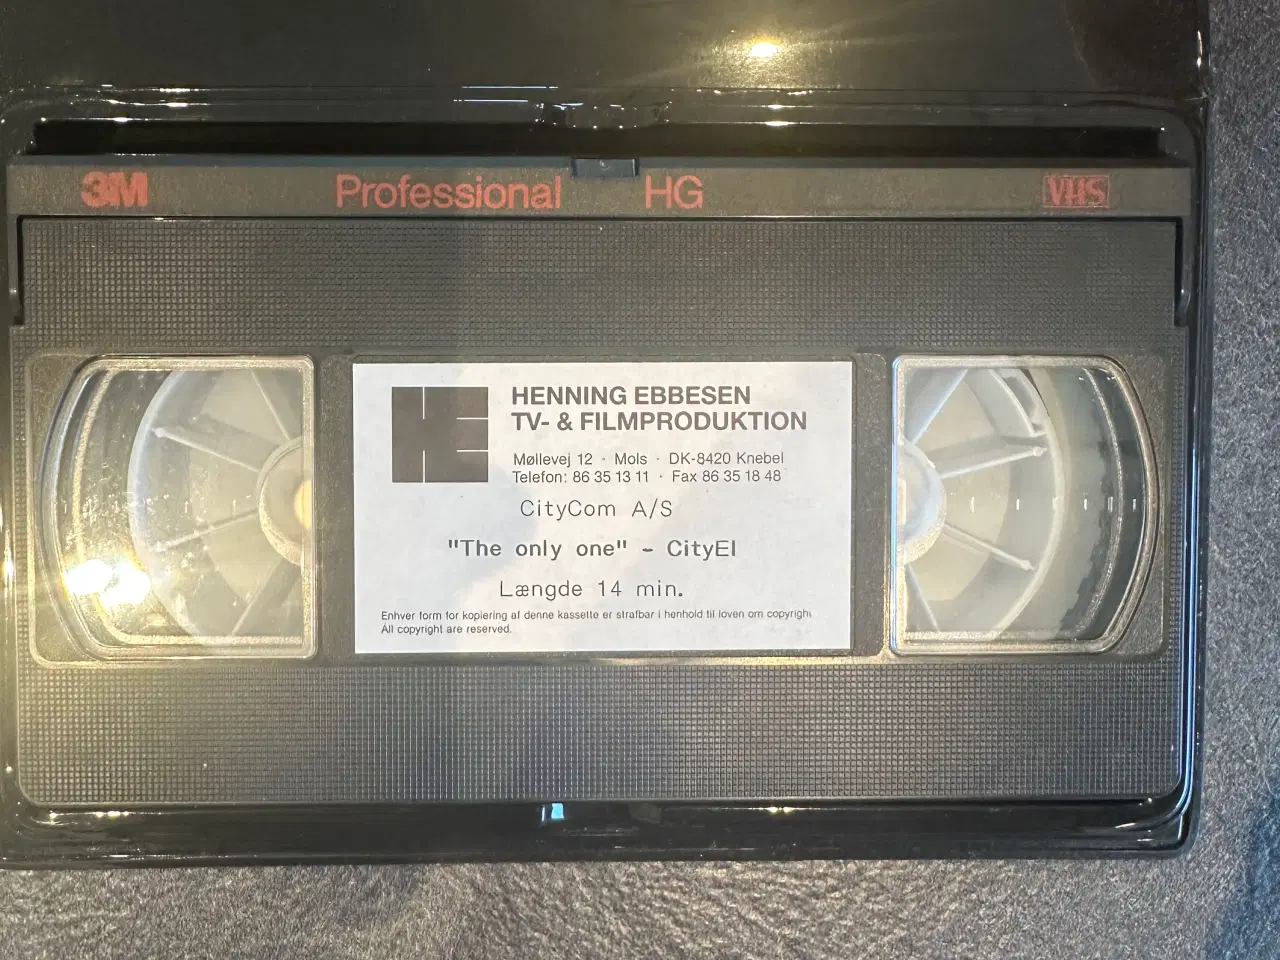 3M Professional HG VHS
HENNING EBBESEN
TV- & FILMPRODUKTION
Møllevej 12 · Mols · DK-8420 Knebel
Telefon: 86 35 13 11 · Fax 86 35 18 48
CityCom A/S
"The only one" - CityEl
Længde 14 min.
Enhver form for kopiering af denne kassette er strafbar i henhold til loven om copyright
All copyright are reserved.